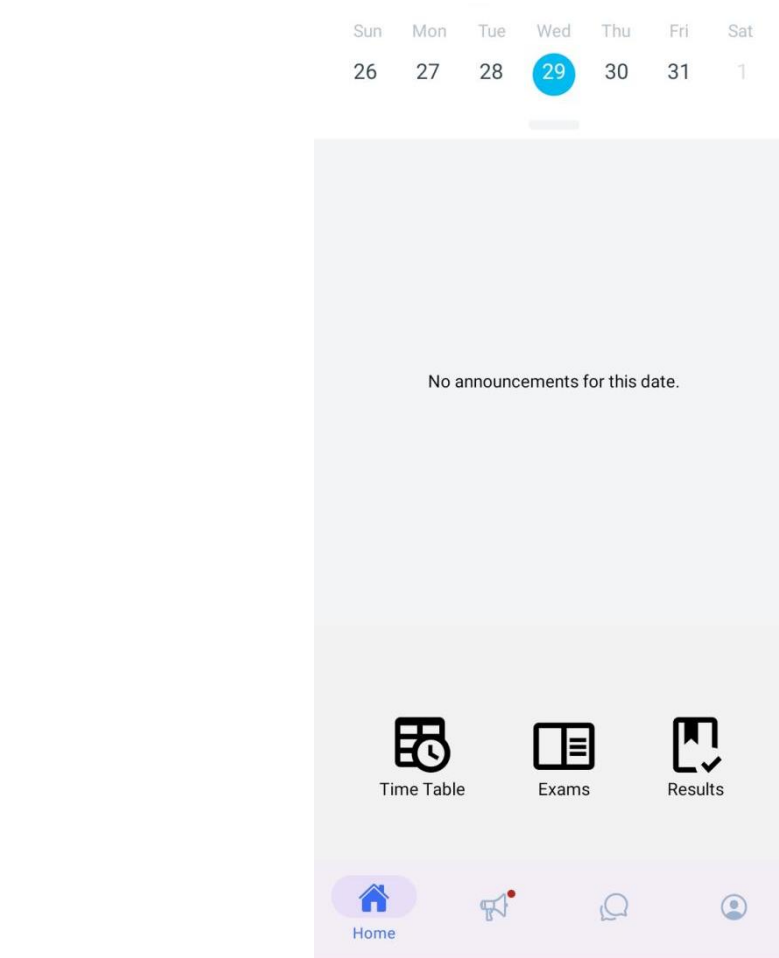 Sun Mon Tue Wed Thu Fri Sat
26 27 28 29 30 31 1
No announcements for this date.
Time Table Exams Results
Home